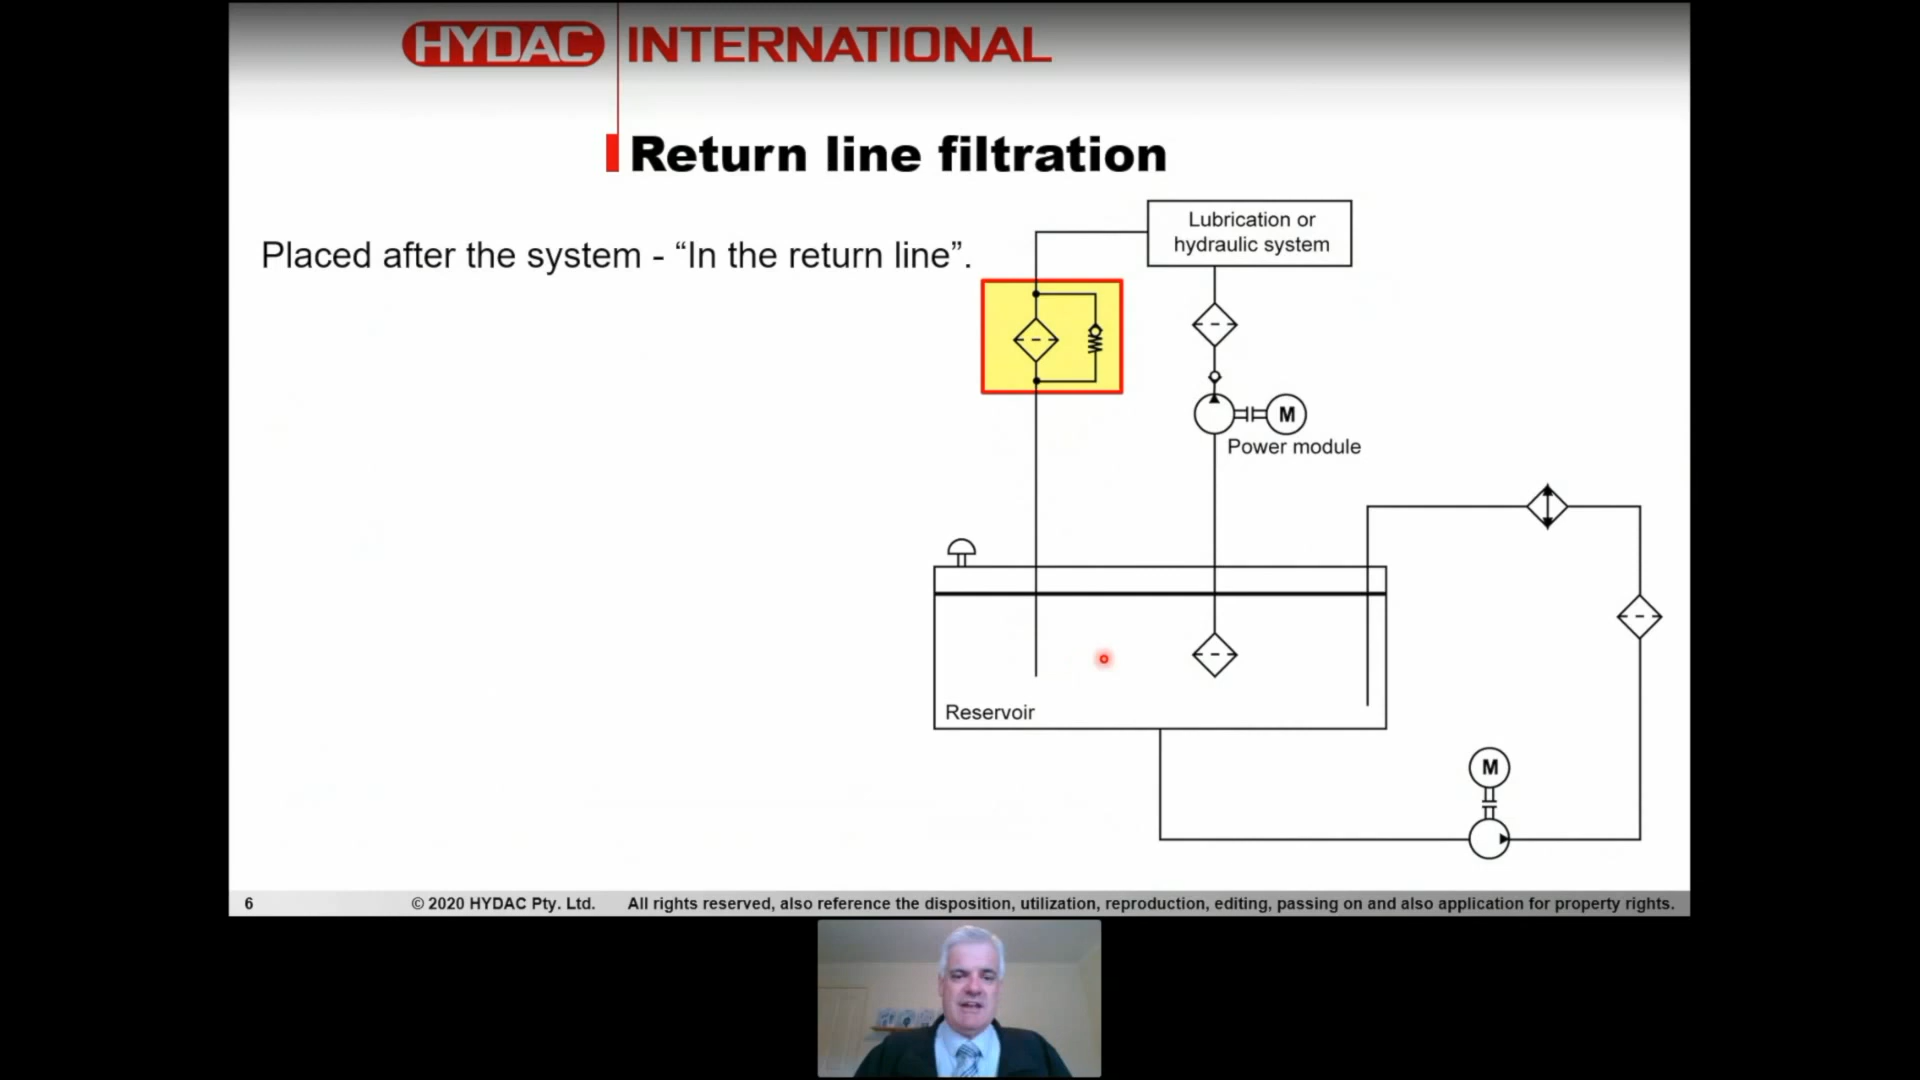 HYDAC INTERNATIONAL
Return line filtration
Placed after the system - “In the return line”.
Lubrication or
hydraulic system
M
Power module
Reservoir
M
6 © 2020 HYDAC Pty. Ltd. All rights reserved, also reference the disposition, utilization, reproduction, editing, passing on and also application for property rights.